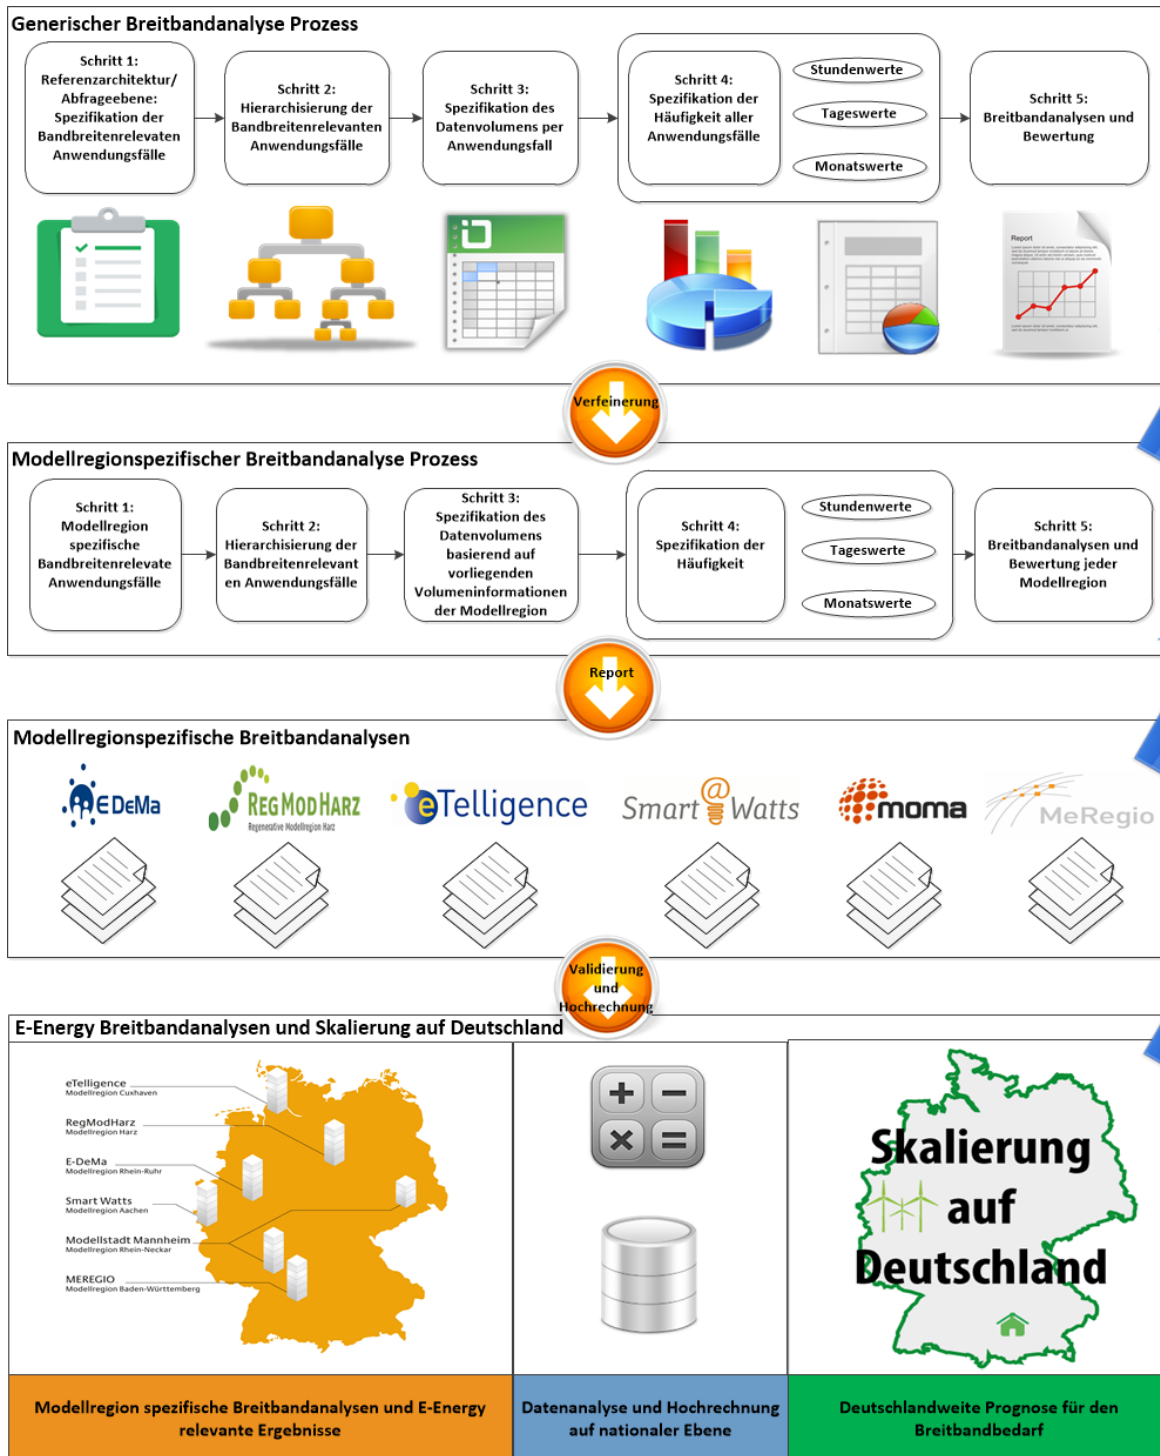 Generischer Breitbandanalyse Prozess
Schritt 1:
Referenzarchitektur/
Abfrageebene:
Spezifikation der
Bandbreitenrelevaten
Anwendungsfälle
Schritt 2:
Hierarchisierung der
Bandbreitenrelevanten
Anwendungsfälle
Schritt 3:
Spezifikation des
Datenvolumens per
Anwendungsfall
Schritt 4:
Spezifikation der
Häufigkeit aller
Anwendungsfälle
Stundenwerte
Tageswerte
Monatswerte
Schritt 5:
Breitbandanalysen und
Bewertung
Report
Verfeinerung
Modellregionspezifischer Breitbandanalyse Prozess
Schritt 1:
Modellregion
spezifische
Bandbreitenrelevate
Anwendungsfälle
Schritt 2:
Hierarchisierung der
Bandbreitenrelevant
en Anwendungsfälle
Schritt 3:
Spezifikation des
Datenvolumens
basierend auf
vorliegenden
Volumeninformationen
der Modellregion
Schritt 4:
Spezifikation der
Häufigkeit
Stundenwerte
Tageswerte
Monatswerte
Schritt 5:
Breitbandanalysen und
Bewertung jeder
Modellregion
Report
Modellregionspezifische Breitbandanalysen
E DeMa
RegModHarz
Regenerative Modellregion Harz
eTelligence
Smart @ Watts
moma
MeRegio
Validierung
und
Hochrechnung
E-Energy Breitbandanalysen und Skalierung auf Deutschland
eTelligence
Modellregion Cuxhaven
RegModHarz
Modellregion Harz
E-DeMa
Modellregion Rhein-Ruhr
Smart Watts
Modellregion Aachen
Modellstadt Mannheim
Modellregion Rhein-Neckar
MEREGIO
Modellregion Baden-Württemberg
Skalierung
auf
Deutschland
Modellregion spezifische Breitbandanalysen und E-Energy
relevante Ergebnisse
Datenanalyse und Hochrechnung
auf nationaler Ebene
Deutschlandweite Prognose für den
Breitbandbedarf